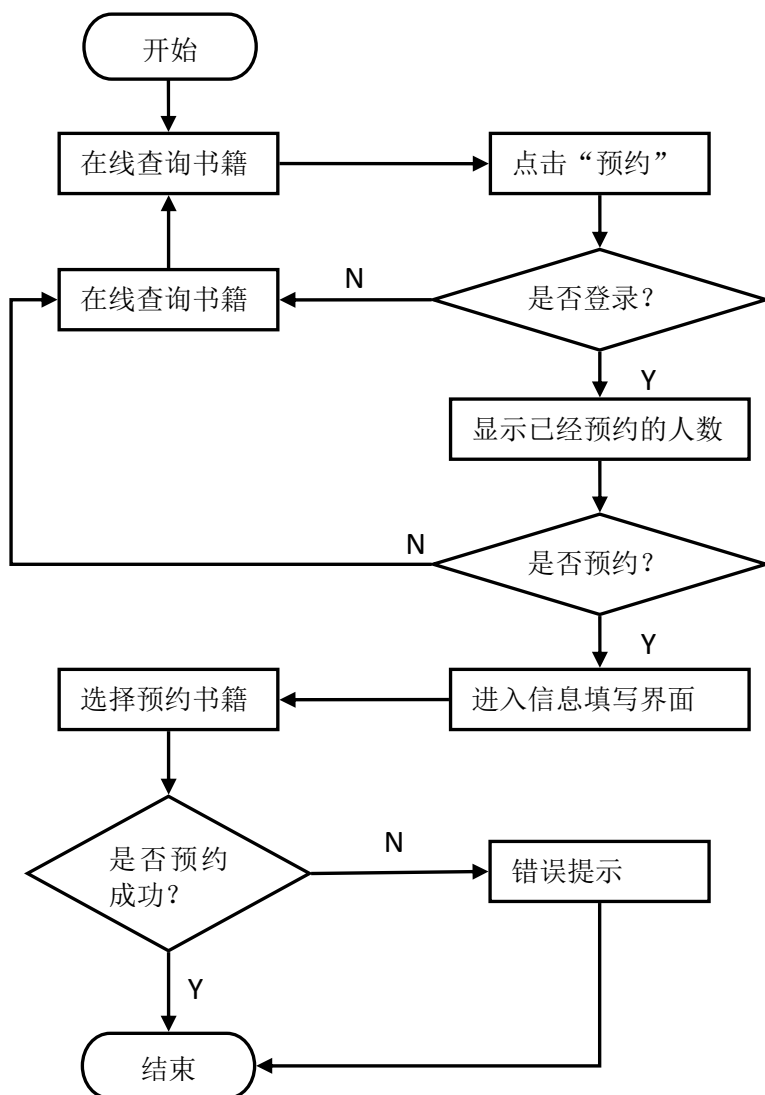 开始
在线查询书籍
点击“预约”
在线查询书籍
N
是否登录？
Y
显示已经预约的人数
N
是否预约？
Y
选择预约书籍
进入信息填写界面
是否预约
成功？
N
错误提示
Y
结束